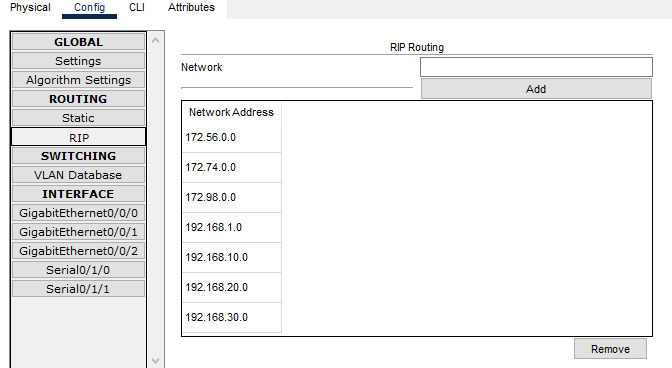 Physical Config CLI Attributes
GLOBAL
Settings
Algorithm Settings
ROUTING
Static
RIP
SWITCHING
VLAN Database
INTERFACE
GigabitEthernet0/0/0
GigabitEthernet0/0/1
GigabitEthernet0/0/2
Serial0/1/0
Serial0/1/1
RIP Routing
Network
Add
Network Address
172.56.0.0
172.74.0.0
172.98.0.0
192.168.1.0
192.168.10.0
192.168.20.0
192.168.30.0
Remove